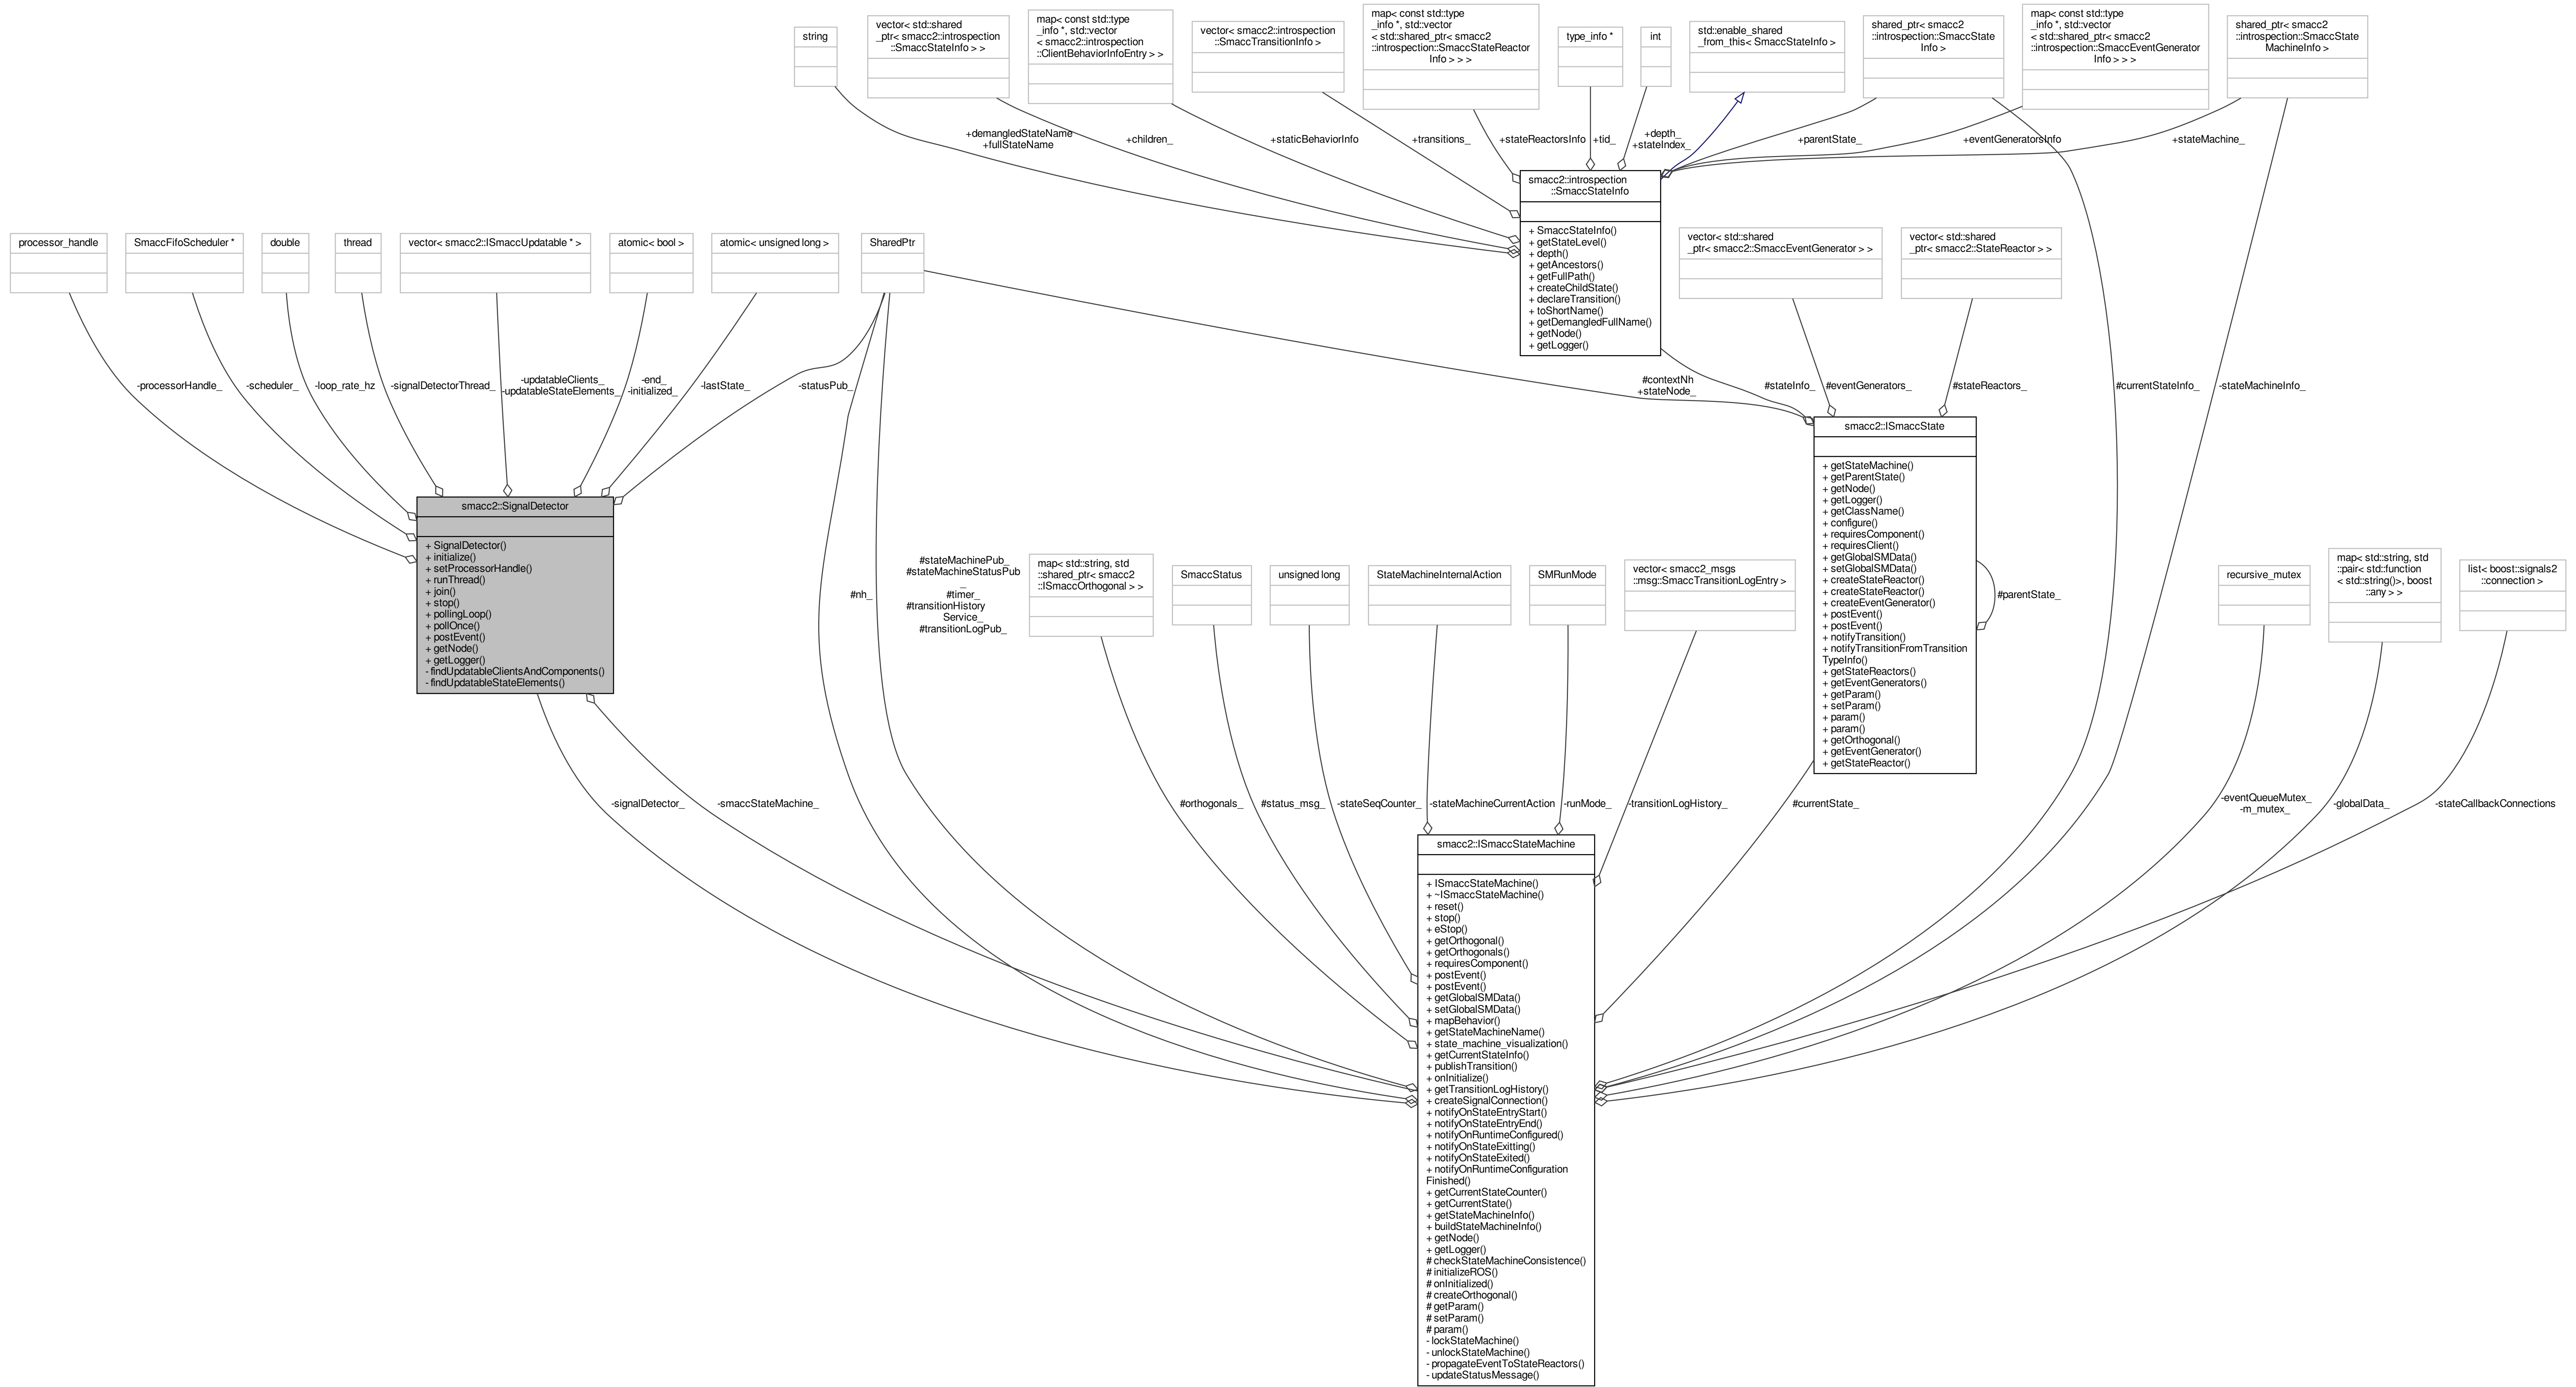 string
vector< std::shared
_ptr< smacc2::introspection
::SmaccStateInfo > >
map< const std::type
_info *, std::vector
< smacc2::introspection
::ClientBehaviorInfoEntry > >
vector< smacc2::introspection
::SmaccTransitionInfo >
map< const std::type
_info *, std::vector
< std::shared_ptr< smacc2
::introspection::SmaccStateReactor
Info > > >
type_info *
int
std::enable_shared
_from_this< SmaccStateInfo >
shared_ptr< smacc2
::introspection::SmaccState
Info >
map< const std::type
_info *, std::vector
< std::shared_ptr< smacc2
::introspection::SmaccEventGenerator
Info > > >
shared_ptr< smacc2
::introspection::SmaccState
MachineInfo >
+demangledStateName
+fullStateName
+children_
+staticBehaviorInfo
+transitions_
+stateReactorsInfo
+tid_
+depth_
+stateIndex_
+parentState_
+eventGeneratorsInfo
+stateMachine_
smacc2::introspection
::SmaccStateInfo
+ SmaccStateInfo()
+ getStateLevel()
+ depth()
+ getAncestors()
+ getFullPath()
+ createChildState()
+ declareTransition()
+ toShortName()
+ getDemangledFullName()
+ getNode()
+ getLogger()
processor_handle
SmaccFifoScheduler *
double
thread
vector< smacc2::ISmaccUpdatable * >
atomic< bool >
atomic< unsigned long >
SharedPtr
vector< std::shared
_ptr< smacc2::SmaccEventGenerator > >
vector< std::shared
_ptr< smacc2::StateReactor > >
-processorHandle_
-scheduler_
-loop_rate_hz
-signalDetectorThread_
-updatableClients_
-updatableStateElements_
-end_
-initialized_
-lastState_
-statusPub_
#contextNh
+stateNode_
#stateInfo_
#eventGenerators_
#stateReactors_
#currentStateInfo_
-stateMachineInfo_
smacc2::SignalDetector
+ SignalDetector()
+ initialize()
+ setProcessorHandle()
+ runThread()
+ join()
+ stop()
+ pollingLoop()
+ pollOnce()
+ postEvent()
+ getNode()
+ getLogger()
- findUpdatableClientsAndComponents()
- findUpdatableStateElements()
smacc2::ISmaccState
+ getStateMachine()
+ getParentState()
+ getNode()
+ getLogger()
+ getClassName()
+ configure()
+ requiresComponent()
+ requiresClient()
+ getGlobalSMData()
+ setGlobalSMData()
+ createStateReactor()
+ createStateReactor()
+ createEventGenerator()
+ postEvent()
+ postEvent()
+ notifyTransition()
+ notifyTransitionFromTransition
TypeInfo()
+ getStateReactors()
+ getEventGenerators()
+ getParam()
+ setParam()
+ param()
+ param()
+ getOrthogonal()
+ getEventGenerator()
+ getStateReactor()
#parentState_
#nh_
#stateMachinePub_
#stateMachineStatusPub
_
#timer_
#transitionHistory
Service_
#transitionLogPub_
map< std::string, std
::shared_ptr< smacc2
::ISmaccOrthogonal > >
SmaccStatus
unsigned long
StateMachineInternalAction
SMRunMode
vector< smacc2_msgs
::msg::SmaccTransitionLogEntry >
recursive_mutex
map< std::string, std
::pair< std::function
< std::string()>, boost
::any > >
list< boost::signals2
::connection >
-signalDetector_
-smaccStateMachine_
#orthogonals_
#status_msg_
-stateSeqCounter_
-stateMachineCurrentAction
-runMode_
-transitionLogHistory_
#currentState_
-eventQueueMutex_
-m_mutex_
-globalData_
-stateCallbackConnections
smacc2::ISmaccStateMachine
+ ISmaccStateMachine()
+ ~ISmaccStateMachine()
+ reset()
+ stop()
+ eStop()
+ getOrthogonal()
+ getOrthogonals()
+ requiresComponent()
+ postEvent()
+ postEvent()
+ getGlobalSMData()
+ setGlobalSMData()
+ mapBehavior()
+ getStateMachineName()
+ state_machine_visualization()
+ getCurrentStateInfo()
+ publishTransition()
+ onInitialize()
+ getTransitionLogHistory()
+ createSignalConnection()
+ notifyOnStateEntryStart()
+ notifyOnStateEntryEnd()
+ notifyOnRuntimeConfigured()
+ notifyOnStateExitting()
+ notifyOnStateExited()
+ notifyOnRuntimeConfiguration
Finished()
+ getCurrentStateCounter()
+ getCurrentState()
+ getStateMachineInfo()
+ buildStateMachineInfo()
+ getNode()
+ getLogger()
# checkStateMachineConsistence()
# initializeROS()
# onInitialized()
# createOrthogonal()
# getParam()
# setParam()
# param()
- lockStateMachine()
- unlockStateMachine()
- propagateEventToStateReactors()
- updateStatusMessage()